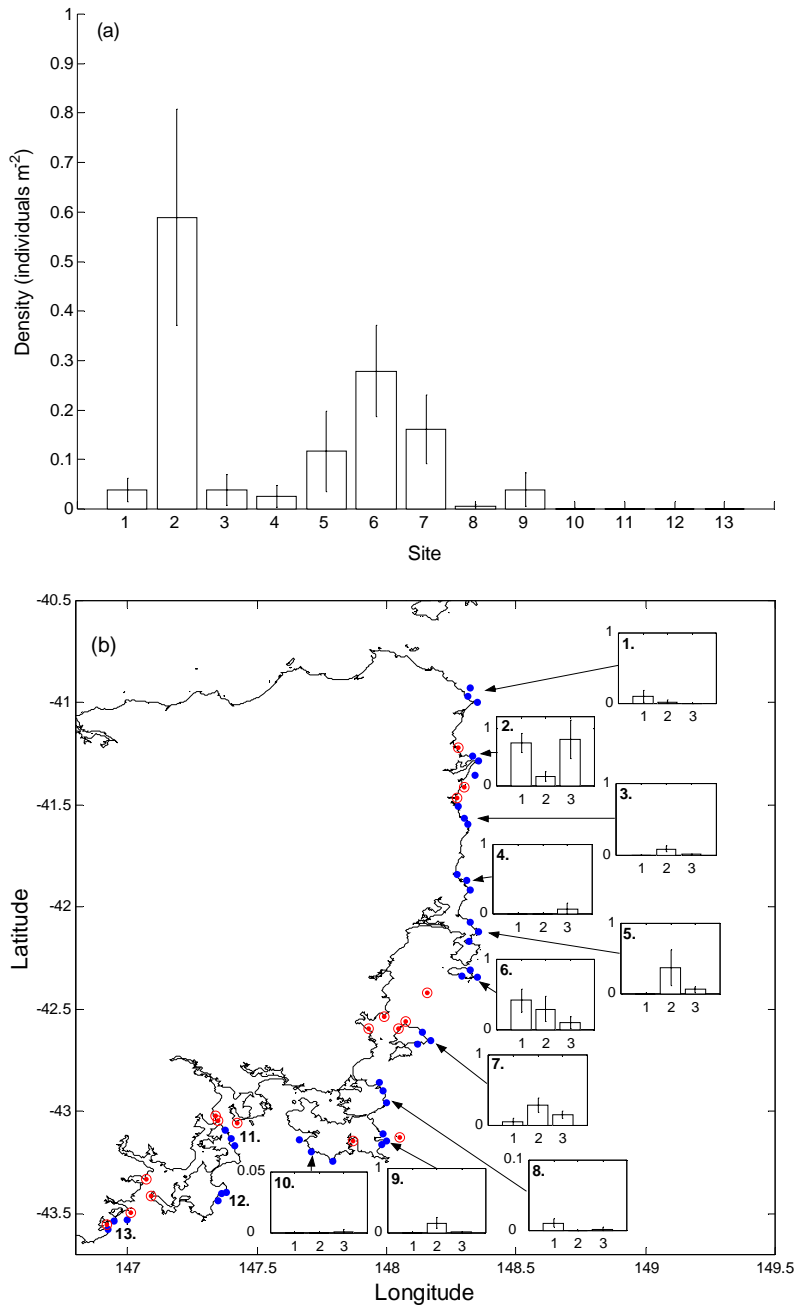 (a)
Density (individuals m-2)
1
0.9
0.8
0.7
0.6
0.5
0.4
0.3
0.2
0.1
0
1 2 3 4 5 6 7 8 9 10 11 12 13
Site
(b)
Latitude
-40.5
-41
-41.5
-42
-42.5
-43
-43.5
147 147.5 148 148.5 149 149.5
Longitude
1.
1
0
1 2 3
2.
1
0
1 2 3
3.
1
0
1 2 3
4.
1
0
1 2 3
5.
1
0
1 2 3
6.
1
0
1 2 3
7.
1
0
1 2 3
8.
0.1
0
1 2 3
9.
1
0
1 2 3
10.
0.05
0
1 2 3
11.
12.
13.